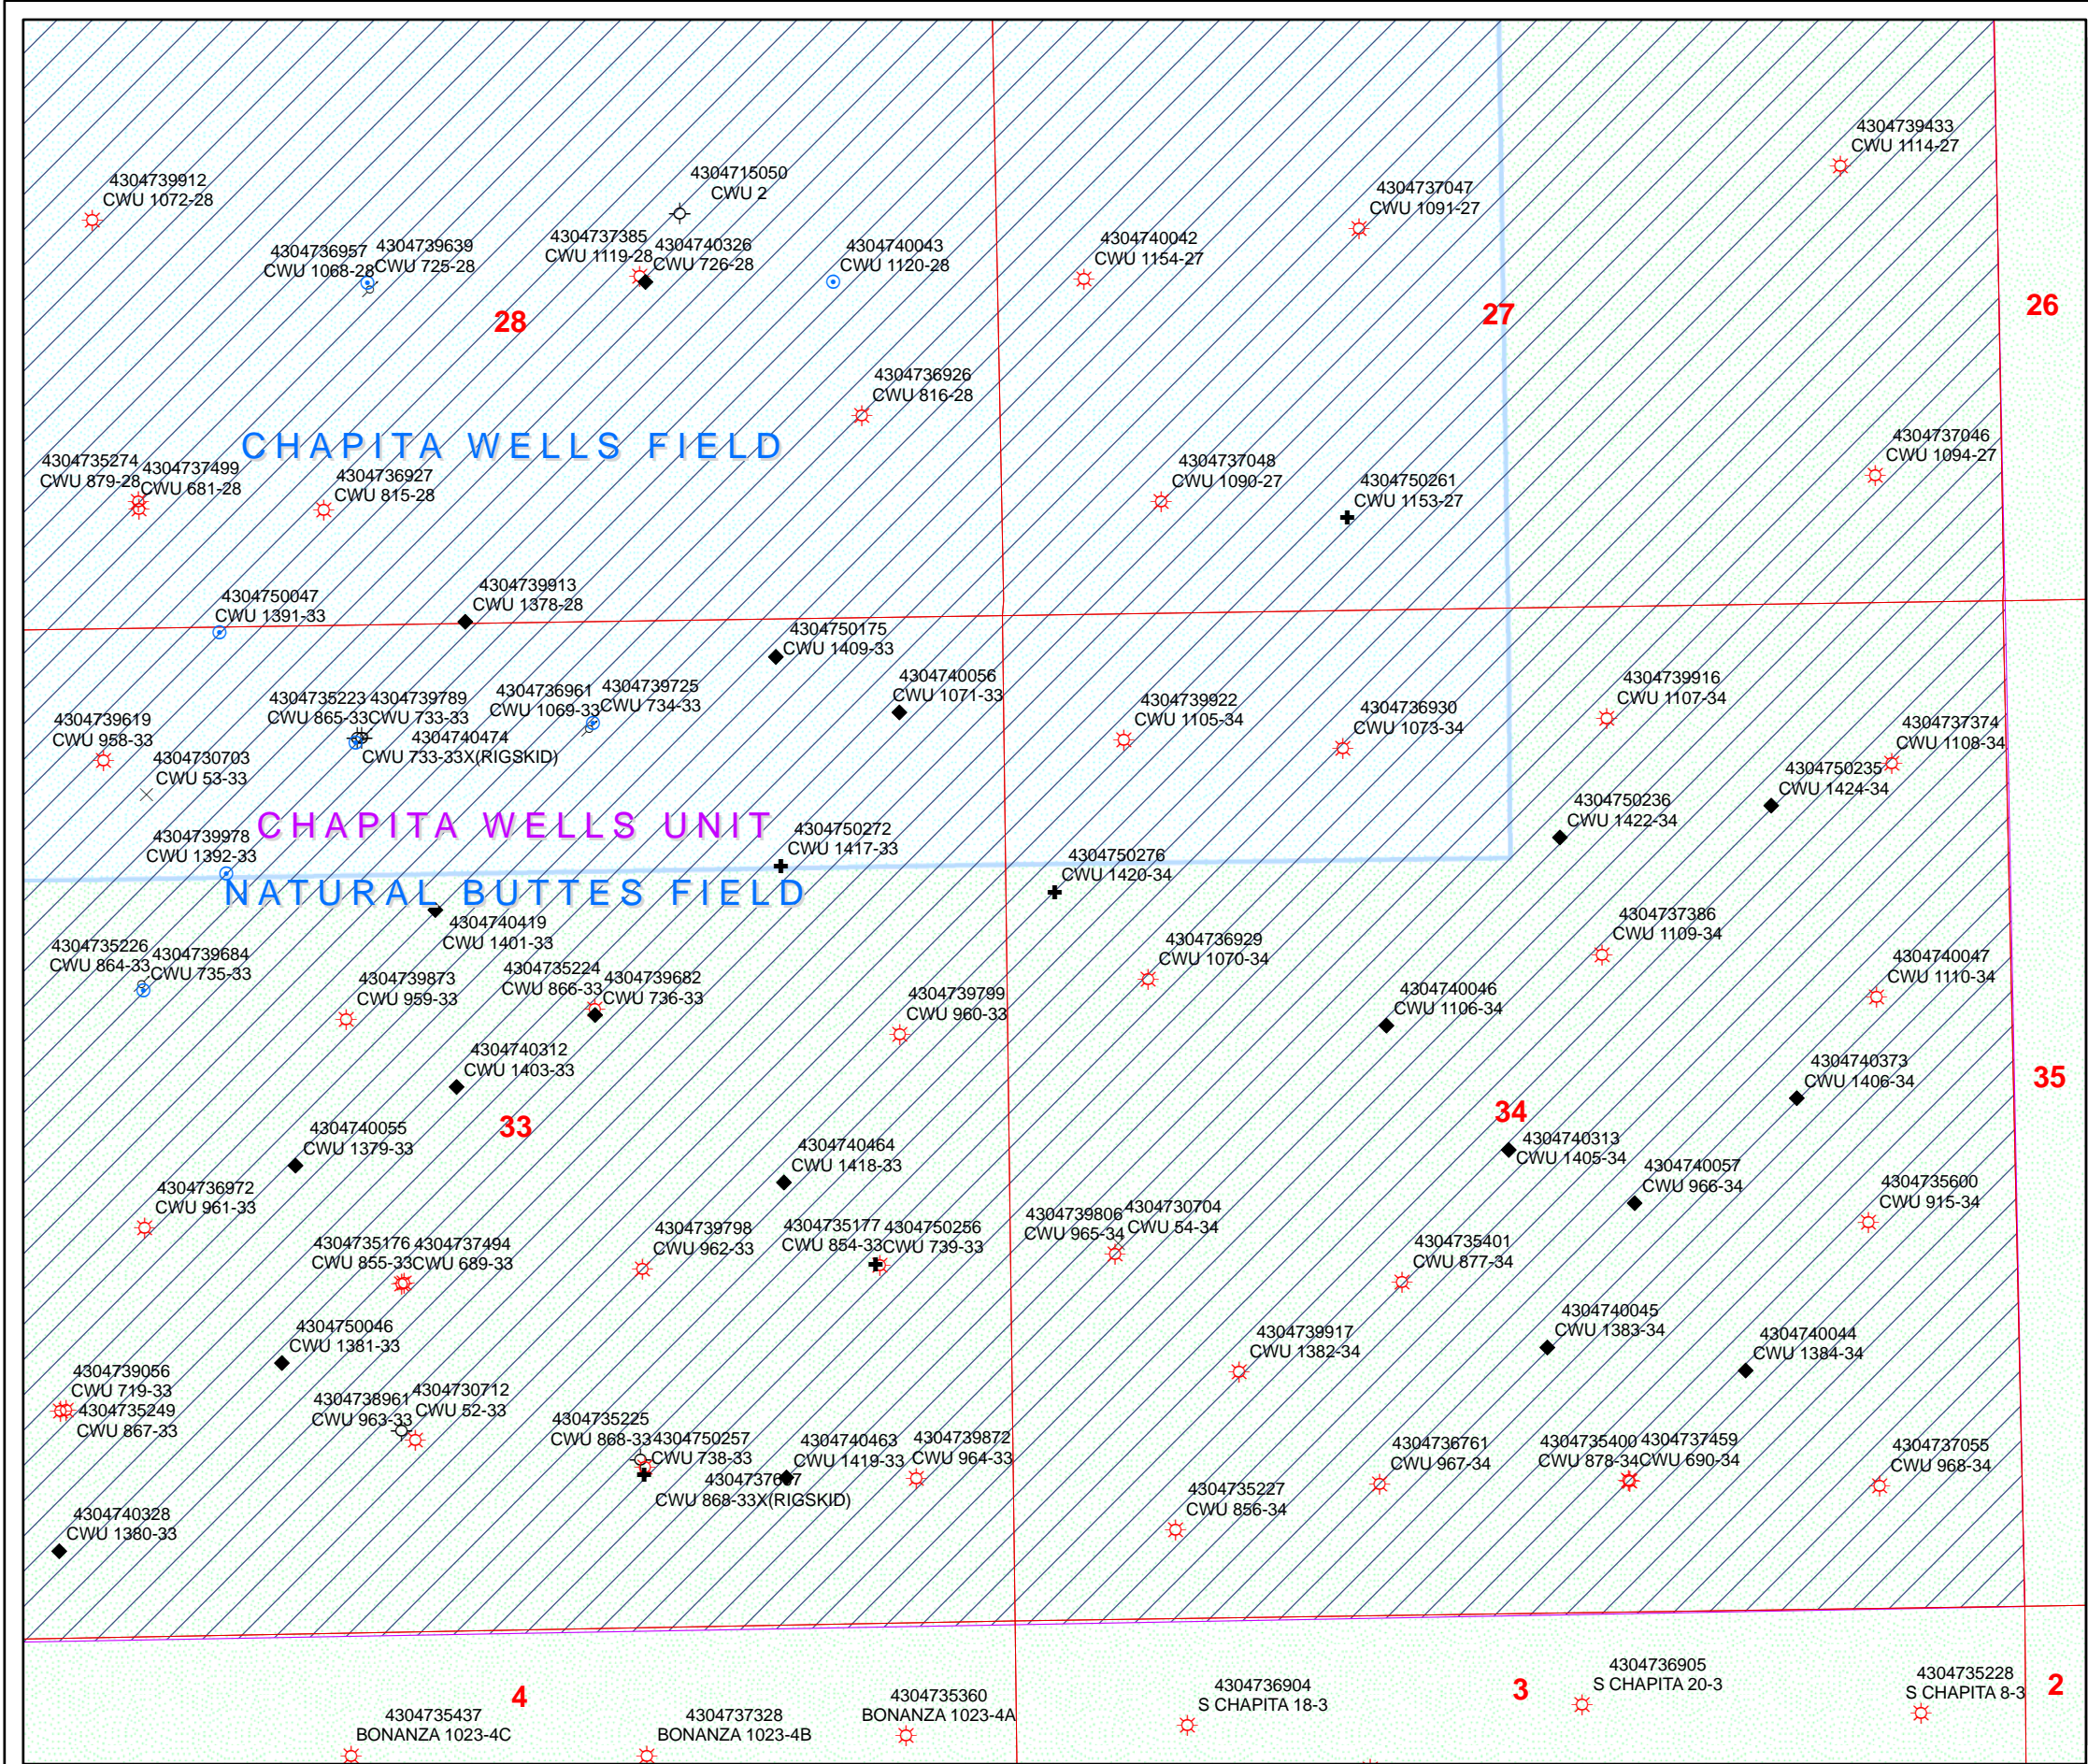 4304739433
CWU 1114-27
4304739912
CWU 1072-28
4304715050
CWU 2
4304737047
CWU 1091-27
4304736957
CWU 1068-28
4304739639
CWU 725-28
4304737385
CWU 1119-28
4304740326
CWU 726-28
4304740043
CWU 1120-28
4304740042
CWU 1154-27
28
27
26
4304736926
CWU 816-28
CHAPITA WELLS FIELD
4304735274
CWU 879-28
4304737499
CWU 681-28
4304736927
CWU 815-28
4304737048
CWU 1090-27
4304750261
CWU 1153-27
4304737046
CWU 1094-27
4304750047
CWU 1391-33
4304739913
CWU 1378-28
4304750175
CWU 1409-33
4304740056
CWU 1071-33
4304739619
CWU 958-33
4304735223
CWU 865-33
4304739789
CWU 733-33
4304740474
CWU 733-33X(RIGSKID)
4304736961
CWU 1069-33
4304739725
CWU 734-33
4304730703
CWU 53-33
4304739922
CWU 1105-34
4304736930
CWU 1073-34
4304739916
CWU 1107-34
4304737374
CWU 1108-34
4304750235
CWU 1424-34
4304750236
CWU 1422-34
CHAPITA WELLS UNIT
4304739978
CWU 1392-33
4304750272
CWU 1417-33
4304750276
CWU 1420-34
NATURAL BUTTES FIELD
4304740419
CWU 1401-33
4304735226
CWU 864-33
4304739684
CWU 735-33
4304739873
CWU 959-33
4304735224
CWU 866-33
4304739682
CWU 736-33
4304739799
CWU 960-33
4304736929
CWU 1070-34
4304737386
CWU 1109-34
4304740047
CWU 1110-34
4304740046
CWU 1106-34
4304740312
CWU 1403-33
4304740373
CWU 1406-34
33
34
35
4304740055
CWU 1379-33
4304740464
CWU 1418-33
4304740313
CWU 1405-34
4304740057
CWU 966-34
4304735600
CWU 915-34
4304736972
CWU 961-33
4304735176
CWU 855-33
4304737494
CWU 689-33
4304739798
CWU 962-33
4304735177
CWU 854-33
4304750256
CWU 739-33
4304739806
CWU 965-34
4304730704
CWU 54-34
4304735401
CWU 877-34
4304750046
CWU 1381-33
4304739917
CWU 1382-34
4304740045
CWU 1383-34
4304740044
CWU 1384-34
4304739056
CWU 719-33
4304735249
CWU 867-33
4304738961
CWU 963-33
4304730712
CWU 52-33
4304735225
CWU 868-33
4304750257
CWU 738-33
CWU 868-33X(RIGSKID)
4304740463
CWU 1419-33
4304739872
CWU 964-33
4304736761
CWU 967-34
4304735400
CWU 878-34
4304737459
CWU 690-34
4304737055
CWU 968-34
4304735227
CWU 856-34
4304740328
CWU 1380-33
4
3
2
4304735437
BONANZA 1023-4C
4304737328
BONANZA 1023-4B
4304735360
BONANZA 1023-4A
4304736904
S CHAPITA 18-3
4304736905
S CHAPITA 20-3
4304735228
S CHAPITA 8-3